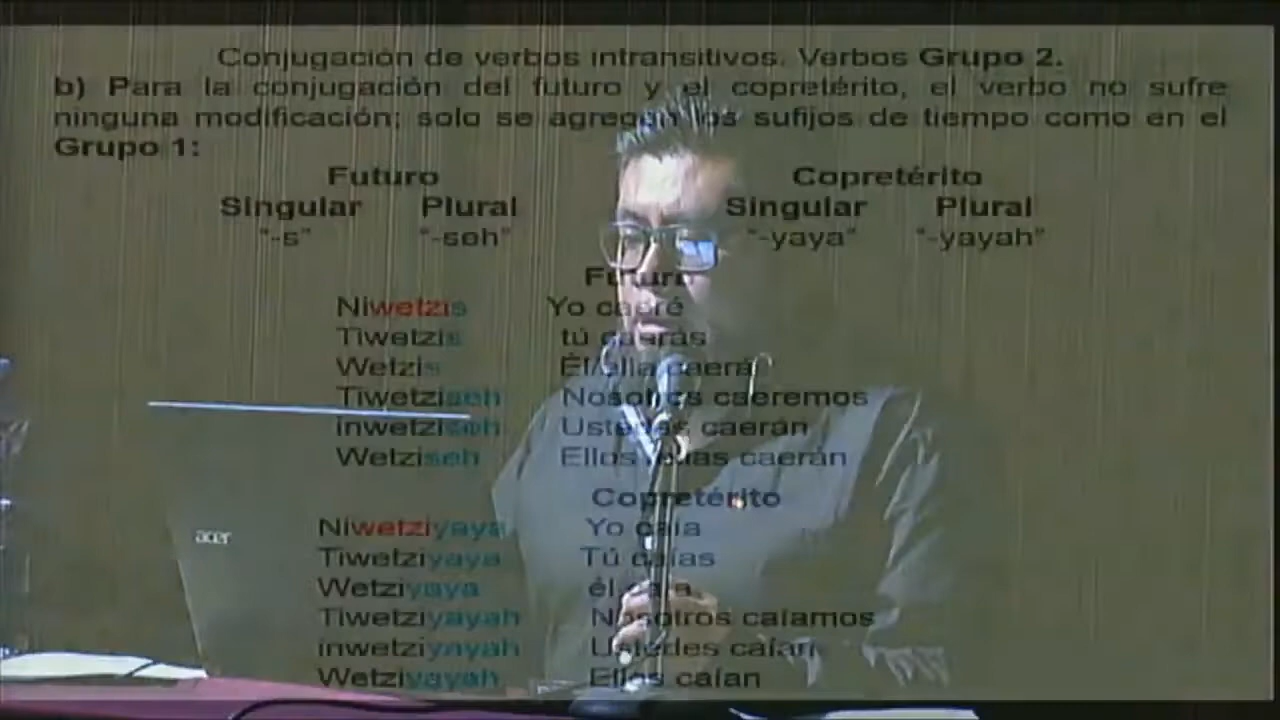 Conjugación de verbos intransitivos. Verbos Grupo 2.
b) Para la conjugación del futuro y el copretérito, el verbo no sufre
ninguna modificación; solo se agregan los sufijos de tiempo como en el
Grupo 1:
Futuro Copretérito
Singular Plural Singular Plural
"-s" "-seh" "-yaya" "-yayah"
Futuro
Niwetzis Yo caeré
Tiwetzis tú caerás
Wetzis Él/ella caerá
Tiwetziseh Nosotros caeremos
inwetziseh Ustedes caerán
Wetziseh Ellos/ellas caerán
Copretérito
Niwetziyaya Yo caía
Tiwetziyaya Tú caías
Wetziyaya él caía
Tiwetziyayah Nosotros caíamos
inwetziyayah Ustedes caían
Wetziyayah Ellos caían
acer